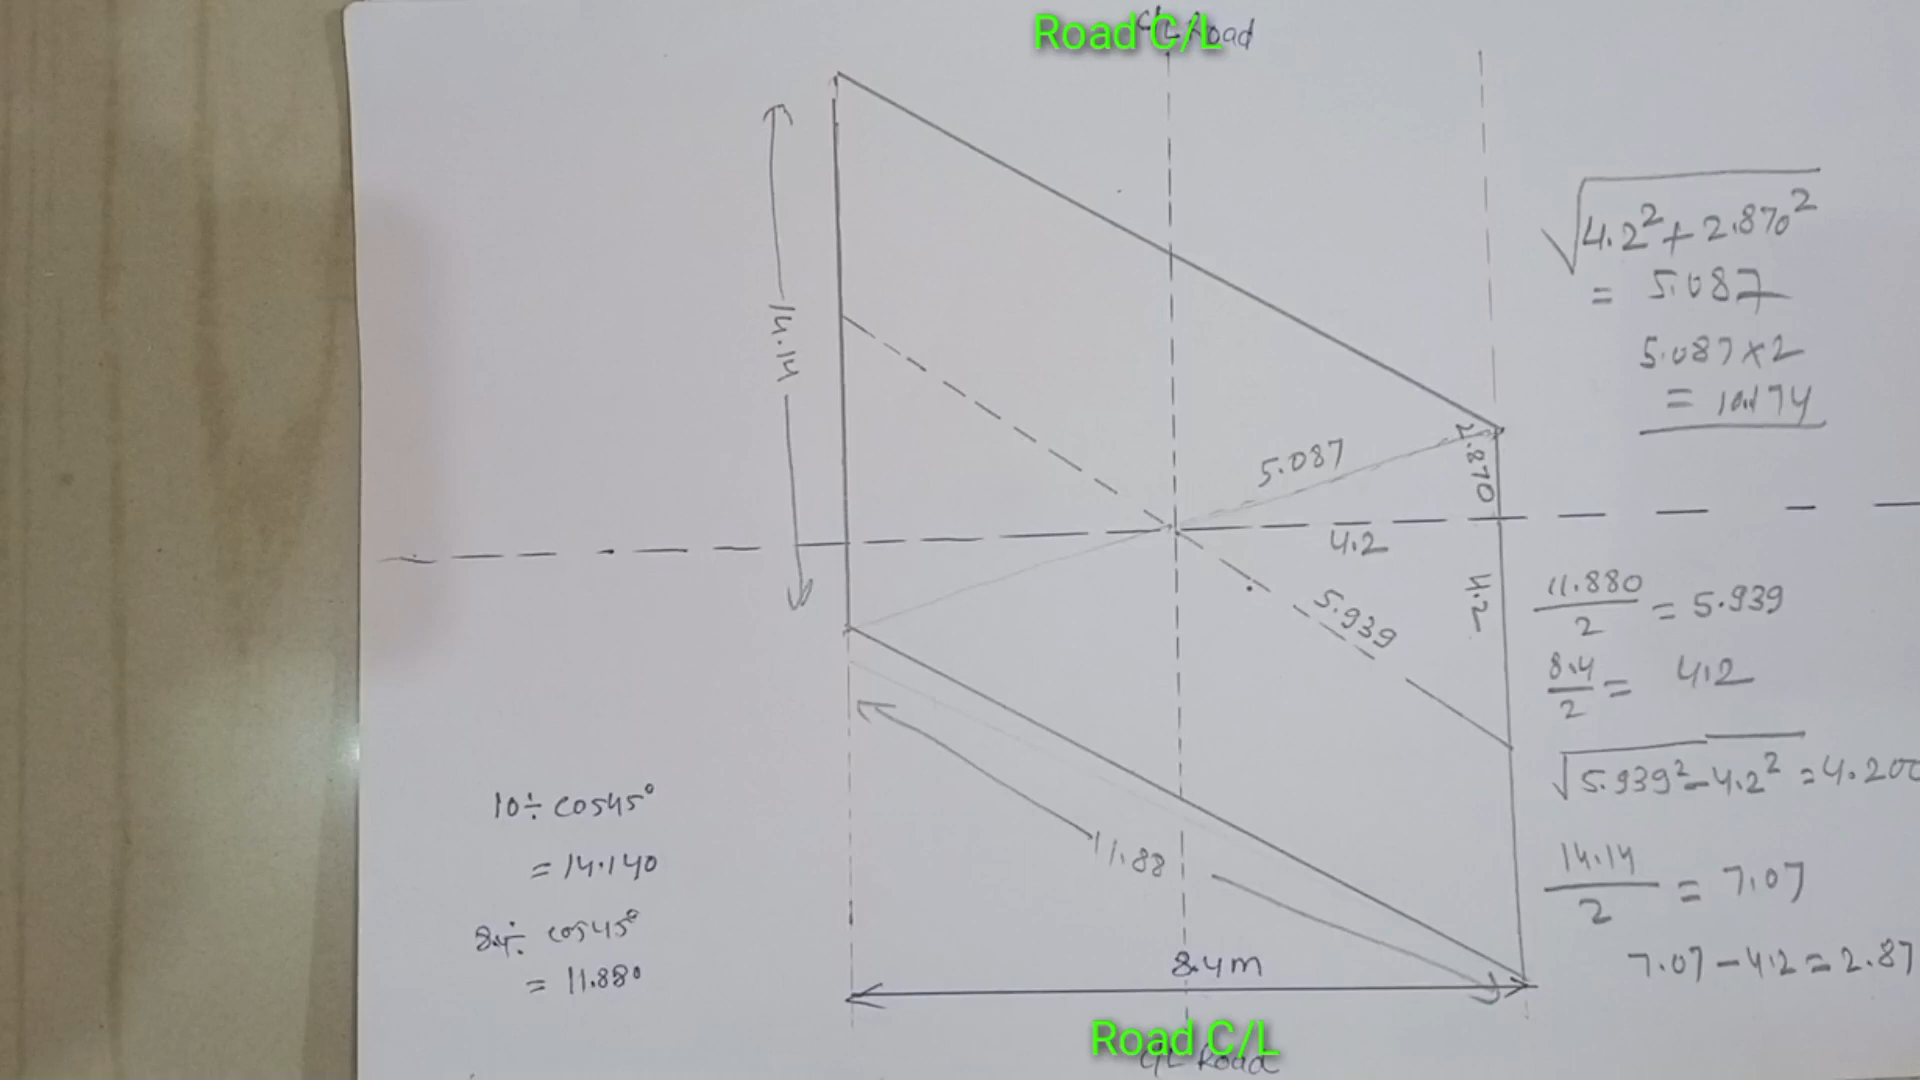 Road C/L
C/L Road
14.14
5.087
2.870
4.2
4.2
5.939
11.88
8.4m
10÷ cos45°
= 14.140
8.4÷ cos45°
= 11.880
√4.2²+2.870²
= 5.087
5.087×2
= 10.174
11.880/2 = 5.939
8.4/2 = 4.2
√5.939²-4.2² = 4.200
14.14/2 = 7.07
7.07-4.2=2.87
Road C/L
C/L Road